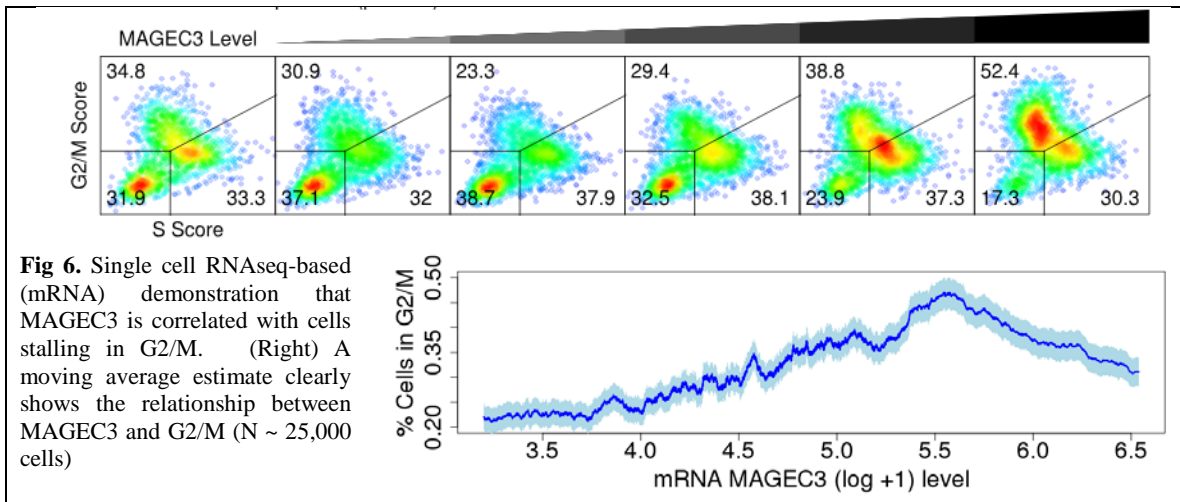 MAGEC3 Level
34.8
30.9
23.3
29.4
38.8
52.4
G2/M Score
31.9
33.3
37.1
32
38.7
37.9
32.5
38.1
23.9
37.3
17.3
30.3
S Score
Fig 6. Single cell RNAseq-based
(mRNA) demonstration that
MAGEC3 is correlated with cells
stalling in G2/M. (Right) A
moving average estimate clearly
shows the relationship between
MAGEC3 and G2/M (N ~ 25,000
cells)
% Cells in G2/M
0.50
0.35
0.20
3.5 4.0 4.5 5.0 5.5 6.0 6.5
mRNA MAGEC3 (log +1) level